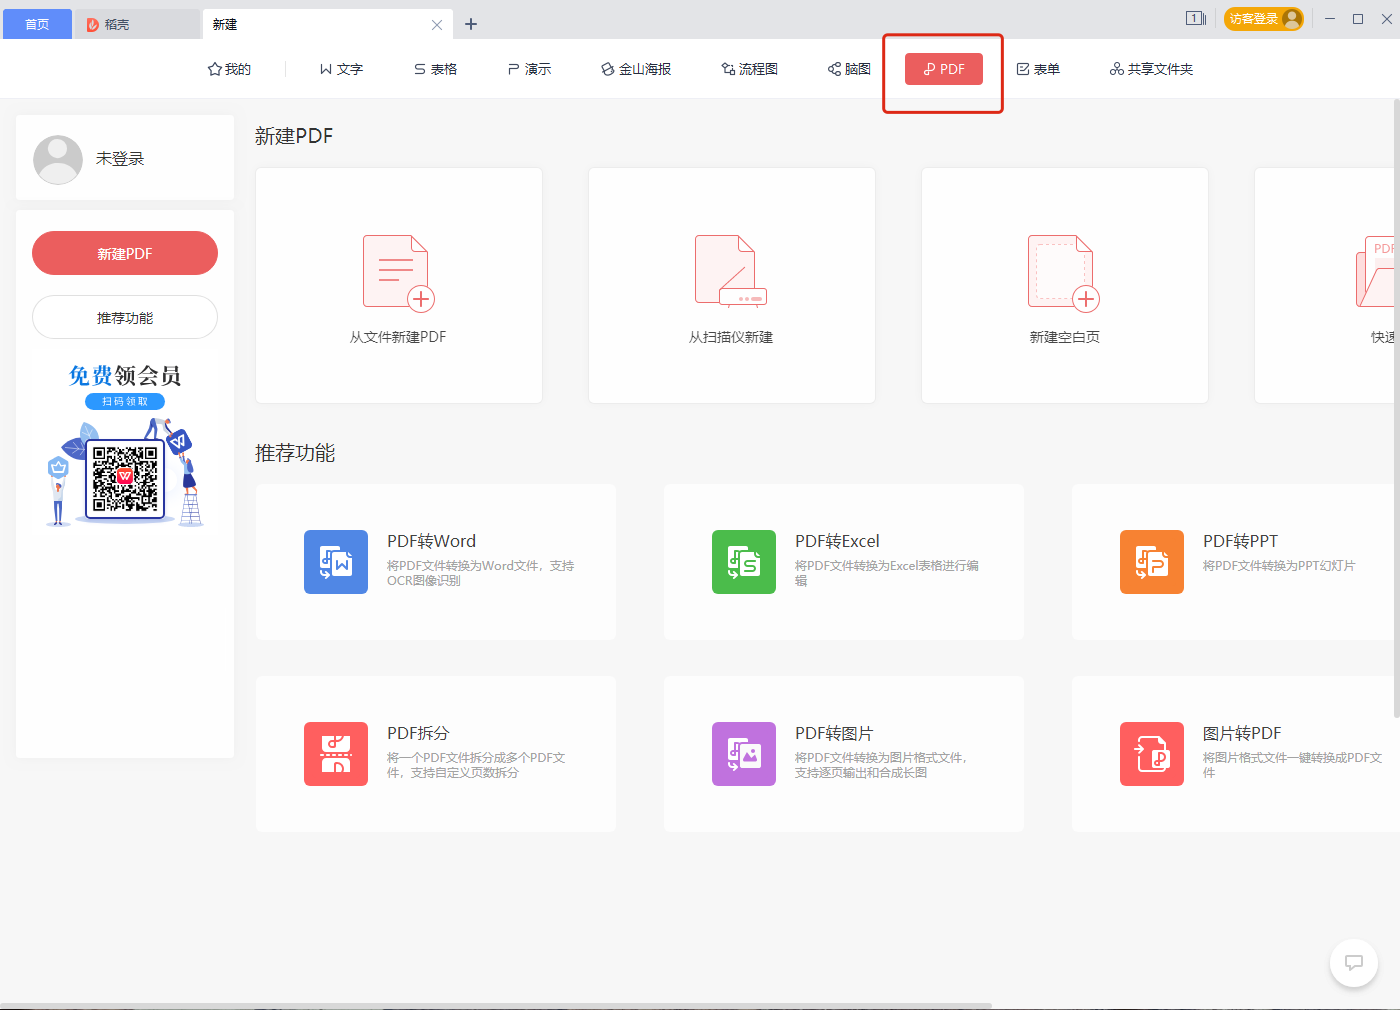 首页
稻壳
新建
1
访客登录
我的
文字
表格
演示
金山海报
流程图
脑图
PDF
表单
共享文件夹
未登录
新建PDF
推荐功能
免费领会员
扫码领取
新建PDF
从文件新建PDF
从扫描仪新建
新建空白页
PDF
快速
推荐功能
PDF转Word
将PDF文件转换为Word文件，支持
OCR图像识别
PDF转Excel
将PDF文件转换为Excel表格进行编
辑
PDF转PPT
将PDF文件转换为PPT幻灯片
PDF拆分
将一个PDF文件拆分成多个PDF文
件，支持自定义页数拆分
PDF转图片
将PDF文件转换为图片格式文件，
支持逐页输出和合成长图
图片转PDF
将图片格式文件一键转换成PDF文
件